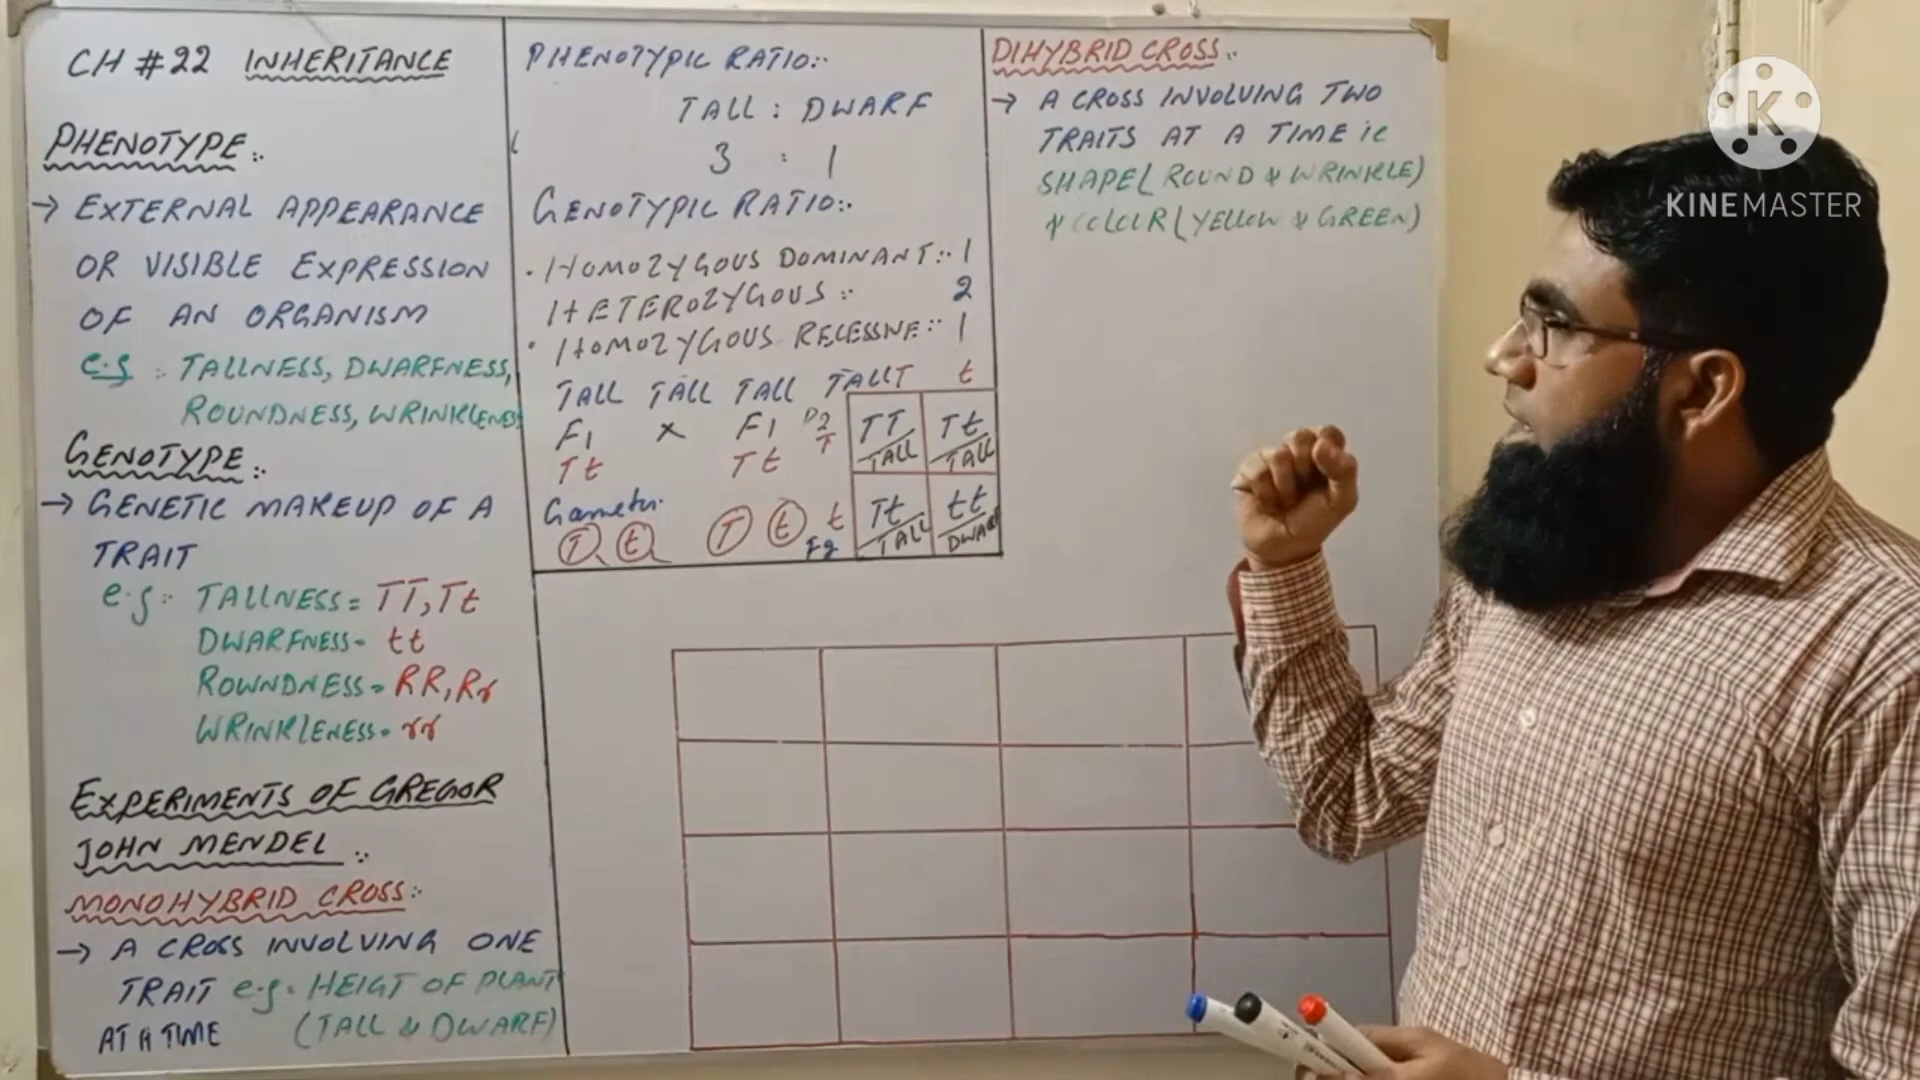 CH # 22 INHERITANCE
PHENOTYPE:.
→ EXTERNAL APPEARANCE
OR VISIBLE EXPRESSION
OF AN ORGANISM
e.g : TALLNESS, DWARFNESS,
ROUNDNESS, WRINKLENESS
GENOTYPE:.
→ GENETIC MAKEUP OF A
TRAIT
e.g :- TALLNESS = TT, Tt
DWARFNESS - tt
ROWNDNESS - RR, Rr
WRINKLENESS - rr
EXPERIMENTS OF GREGOR
JOHN MENDEL :.
MONOHYBRID CROSS:.
→ A CROSS INVOLVING ONE
TRAIT e.g - HEIGT OF PLANT
AT A TIME (TALL & DWARF)
PHENOTYPIC RATIO:.
TALL : DWARF
3 : 1
GENOTYPIC RATIO:.
. HOMOZYGOUS DOMINANT:. 1
HETEROZYGOUS :. 2
. HOMOZYGOUS RECESSIVE:. 1
TALL TALL TALL TALL
F1 x F1
Tt Tt
Gametes
T t T t
T t
T TT Tt
TALL TALL
t Tt tt
TALL DWARF
DIHYBRID CROSS:.
→ A CROSS INVOLVING TWO
TRAITS AT A TIME ie
SHAPE( ROUND & WRINKLE)
& COLOUR ( YELLOW & GREEN)
K
KINEMASTER